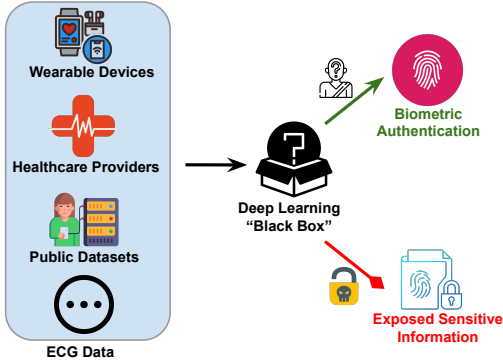 Wearable Devices
Healthcare Providers
Public Datasets
ECG Data
?
Deep Learning
“Black Box”
?
Biometric
Authentication
Exposed Sensitive
Information